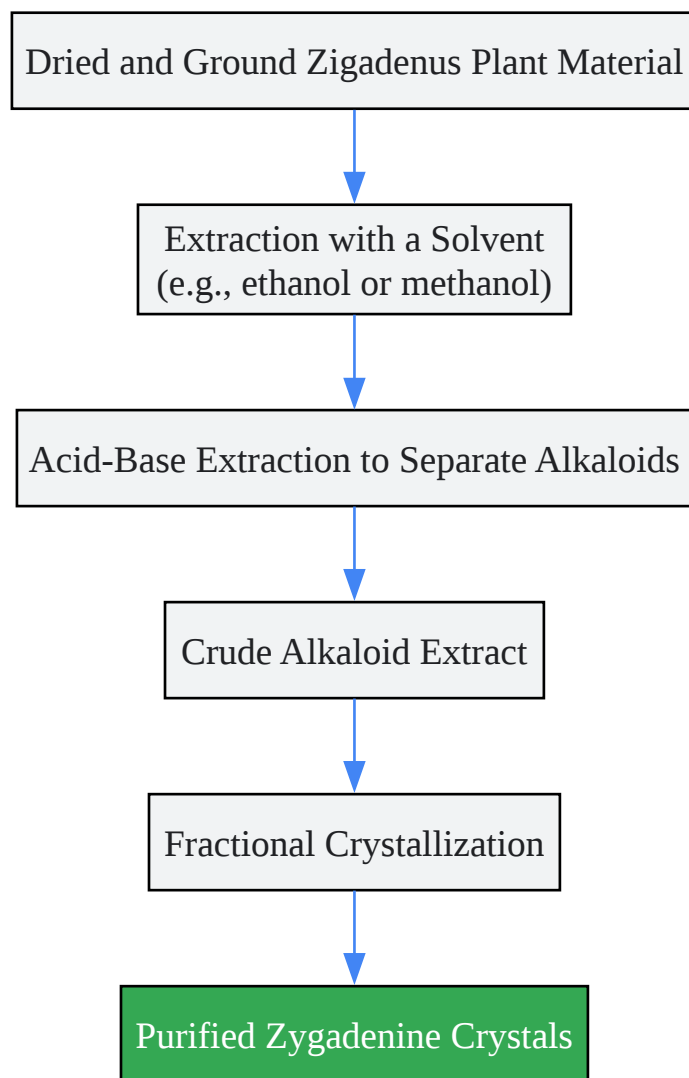 Dried and Ground Zigadenus Plant Material
Extraction with a Solvent
(e.g., ethanol or methanol)
Acid-Base Extraction to Separate Alkaloids
Crude Alkaloid Extract
Fractional Crystallization
Purified Zygadenine Crystals